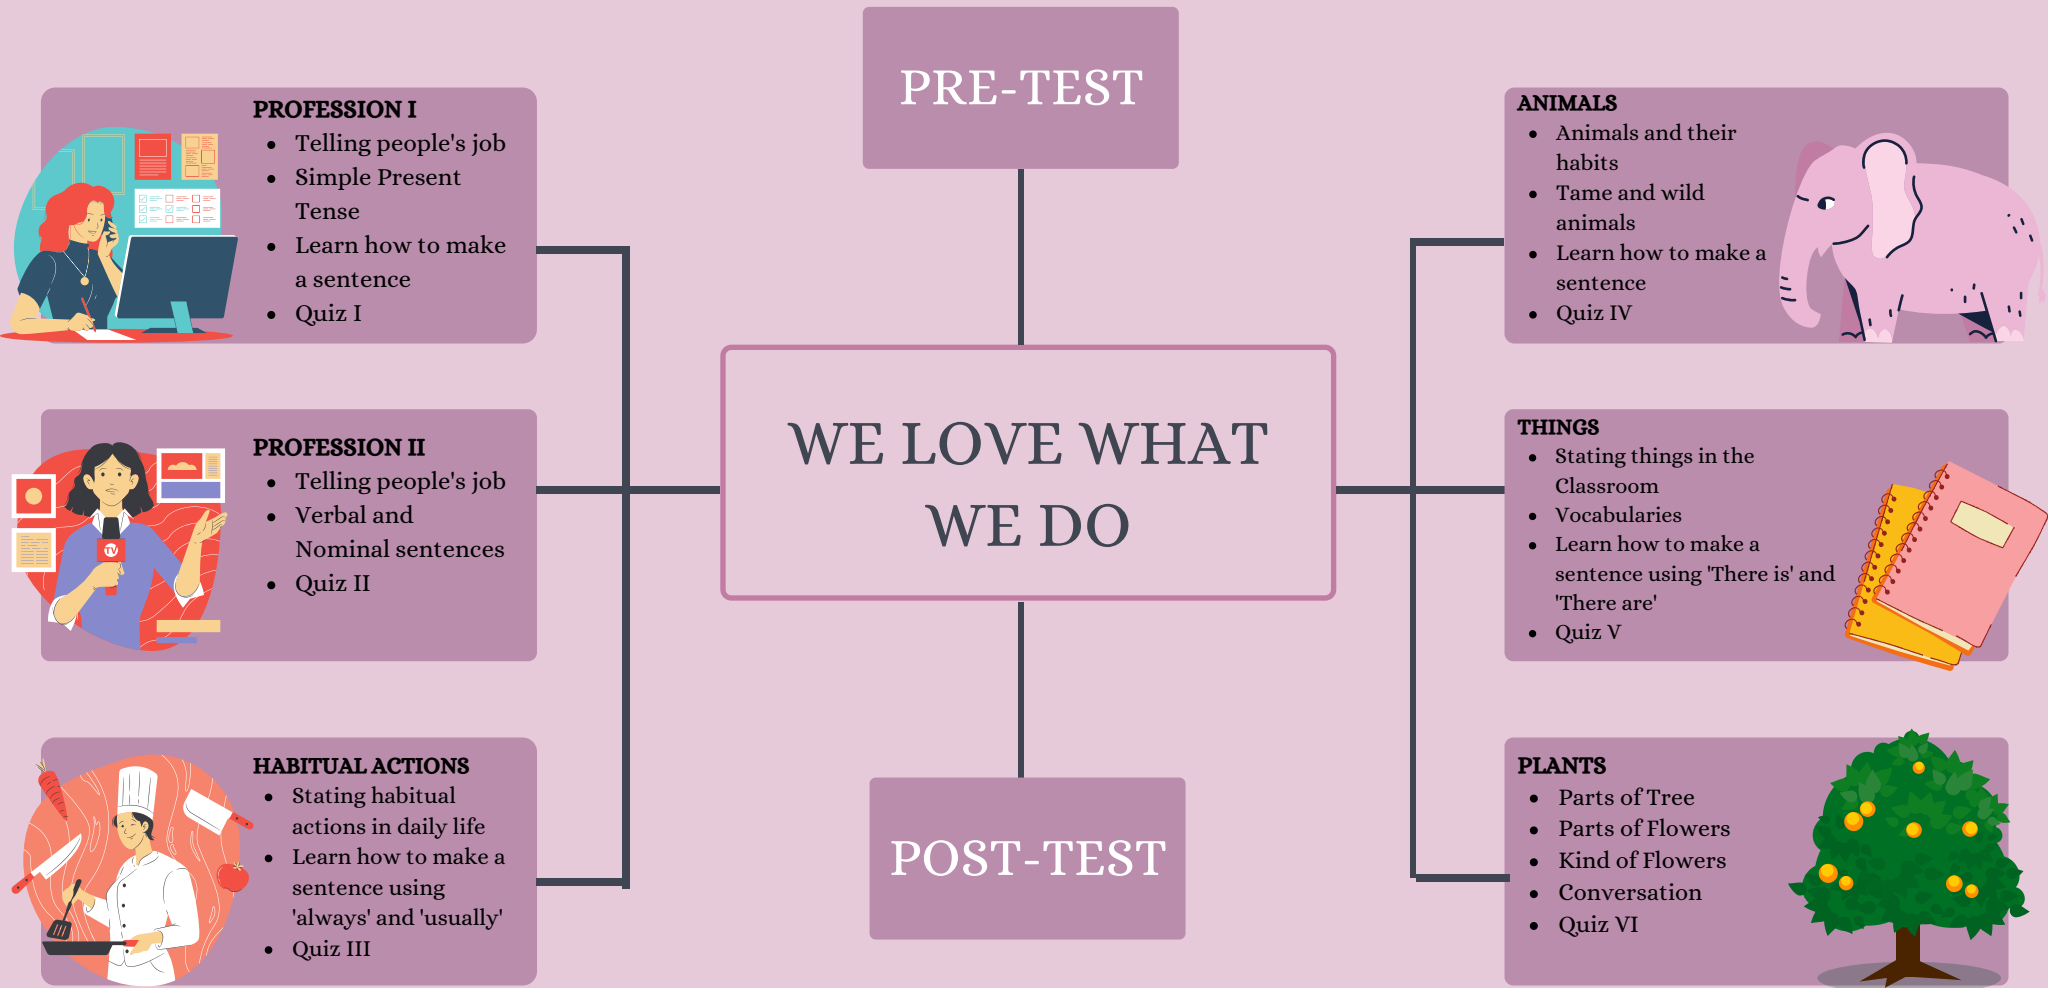 PRE-TEST
PROFESSION I
• Telling people's job
• Simple Present
Tense
• Learn how to make
a sentence
• Quiz I
PROFESSION II
• Telling people's job
• Verbal and
Nominal sentences
• Quiz II
TV
HABITUAL ACTIONS
• Stating habitual
actions in daily life
• Learn how to make a
sentence using
'always' and 'usually'
• Quiz III
WE LOVE WHAT
WE DO
POST-TEST
ANIMALS
• Animals and their
habits
• Tame and wild
animals
• Learn how to make a
sentence
• Quiz IV
THINGS
• Stating things in the
Classroom
• Vocabularies
• Learn how to make a
sentence using 'There is' and
'There are'
• Quiz V
PLANTS
• Parts of Tree
• Parts of Flowers
• Kind of Flowers
• Conversation
• Quiz VI